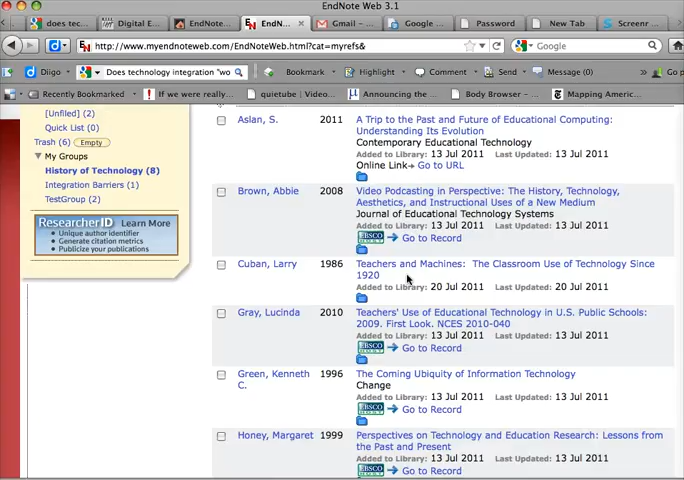 EndNote Web 3.1
does tec...
Digital E...
EndNote...
EndN...
Gmail – ...
Google ...
Password
New Tab
Screenr ...
http://www.myendnoteweb.com/EndNoteWeb.html?cat=myrefs&
Google
Diigo
Does technology integration "wo
Bookmark
Highlight
Comment
Send
Message (0)
Go p
Recently Bookmarked
If we were really...
quietube | Video...
Announcing the ...
Body Browser – ...
Mapping Americ...
[Unfiled] (2)
Quick List (0)
Trash (6) Empty
My Groups
History of Technology (8)
Integration Barriers (1)
TestGroup (2)
ResearcherID Learn More
Unique author identifier
Generate citation metrics
Publicize your publications
Aslan, S. 2011 A Trip to the Past and Future of Educational Computing:
Understanding Its Evolution
Contemporary Educational Technology
Added to Library: 13 Jul 2011 Last Updated: 13 Jul 2011
Online Link→ Go to URL
Brown, Abbie 2008 Video Podcasting in Perspective: The History, Technology,
Aesthetics, and Instructional Uses of a New Medium
Journal of Educational Technology Systems
Added to Library: 13 Jul 2011 Last Updated: 13 Jul 2011
EBSCO HOST → Go to Record
Cuban, Larry 1986 Teachers and Machines: The Classroom Use of Technology Since
1920
Added to Library: 20 Jul 2011 Last Updated: 20 Jul 2011
Gray, Lucinda 2010 Teachers' Use of Educational Technology in U.S. Public Schools:
2009. First Look. NCES 2010-040
Added to Library: 13 Jul 2011 Last Updated: 13 Jul 2011
EBSCO HOST → Go to Record
Green, Kenneth 1996 The Coming Ubiquity of Information Technology
C. Change
Added to Library: 13 Jul 2011 Last Updated: 13 Jul 2011
EBSCO HOST → Go to Record
Honey, Margaret 1999 Perspectives on Technology and Education Research: Lessons from
the Past and Present
Added to Library: 13 Jul 2011 Last Updated: 13 Jul 2011
EBSCO HOST → Go to Record